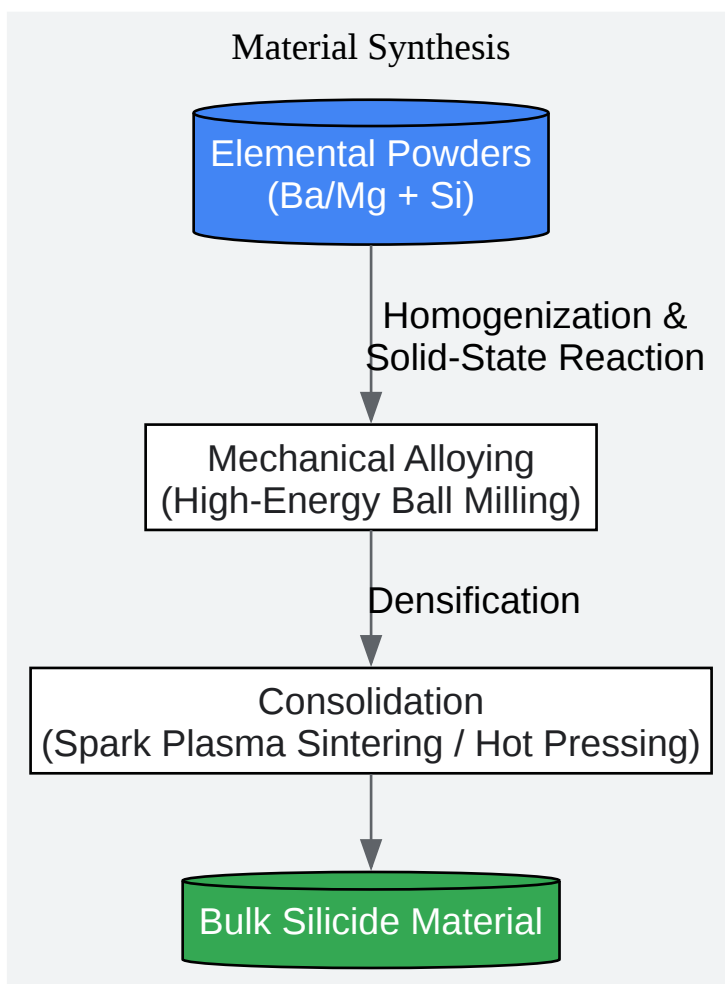 Material Synthesis
Elemental Powders
(Ba/Mg + Si)
Homogenization &
Solid-State Reaction
Mechanical Alloying
(High-Energy Ball Milling)
Densification
Consolidation
(Spark Plasma Sintering / Hot Pressing)
Bulk Silicide Material